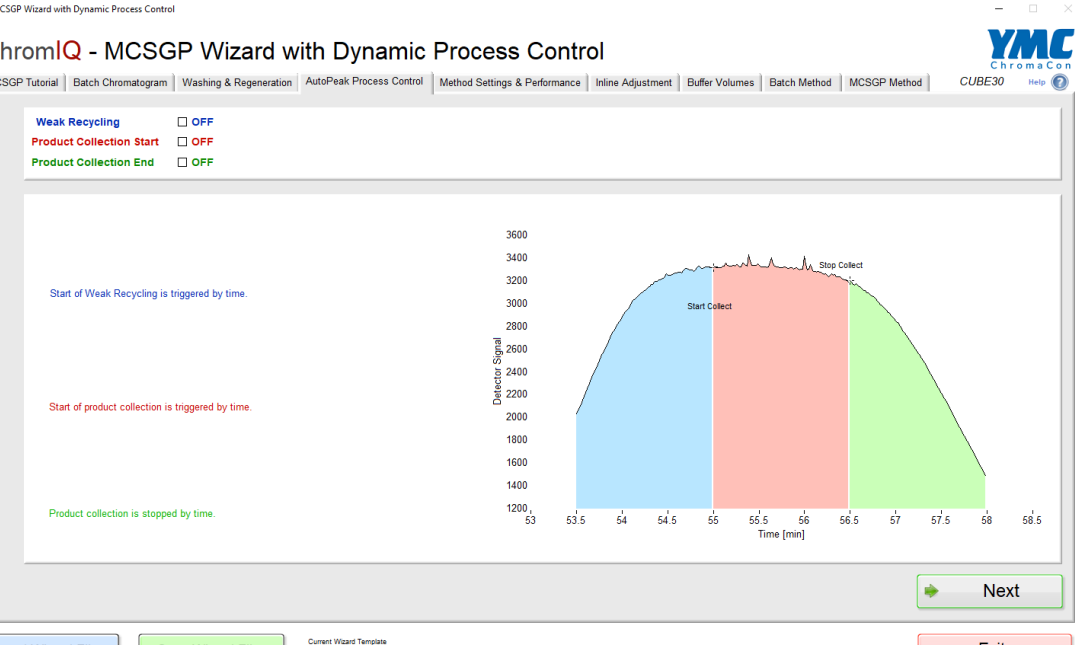 CSGP Wizard with Dynamic Process Control
hromIQ - MCSGP Wizard with Dynamic Process Control
YMC
ChromaCon
CSGP Tutorial Batch Chromatogram Washing & Regeneration AutoPeak Process Control Method Settings & Performance Inline Adjustment Buffer Volumes Batch Method MCSGP Method CUBE30 Help ?
Weak Recycling OFF
Product Collection Start OFF
Product Collection End OFF
Start of Weak Recycling is triggered by time.
Start of product collection is triggered by time.
Product collection is stopped by time.
Detector Signal
3600
3400
3200
3000
2800
2600
2400
2200
2000
1800
1600
1400
1200
Stop Collect
Start Collect
53 53.5 54 54.5 55 55.5 56 56.5 57 57.5 58 58.5
Time [min]
Next
Current Wizard Template